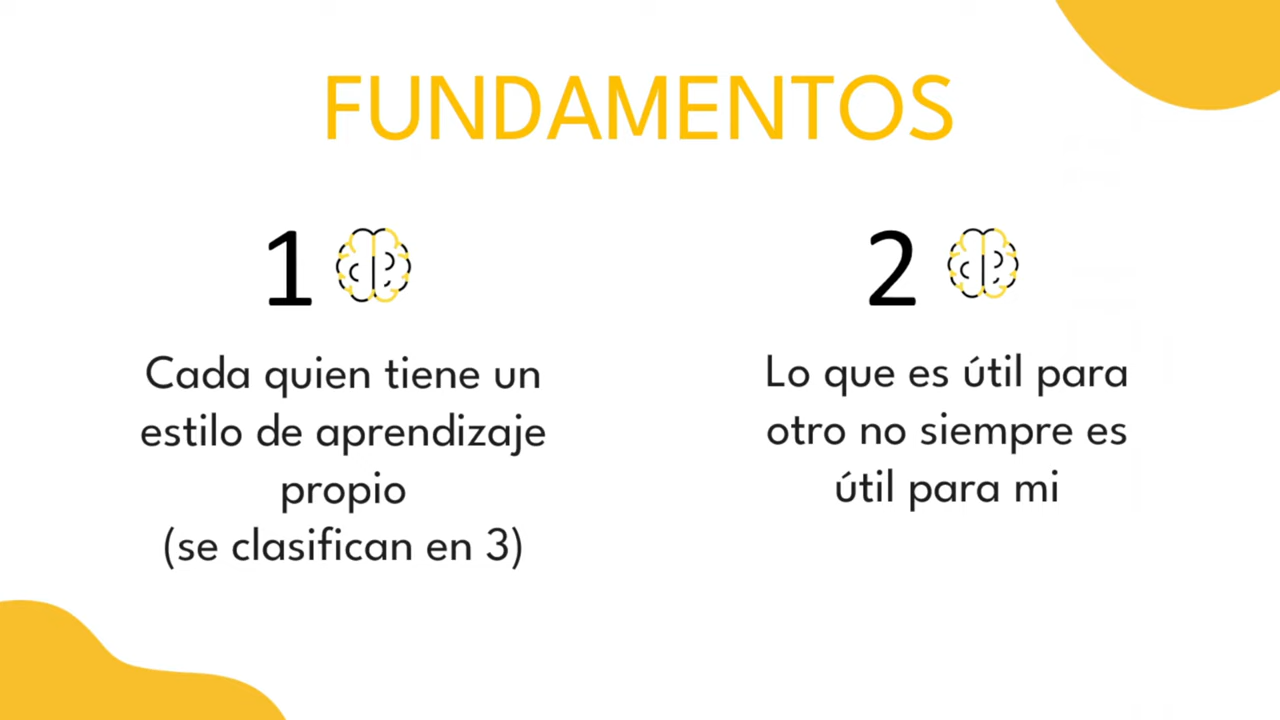 FUNDAMENTOS
1
Cada quien tiene un
estilo de aprendizaje
propio
(se clasifican en 3)
2
Lo que es útil para
otro no siempre es
útil para mi